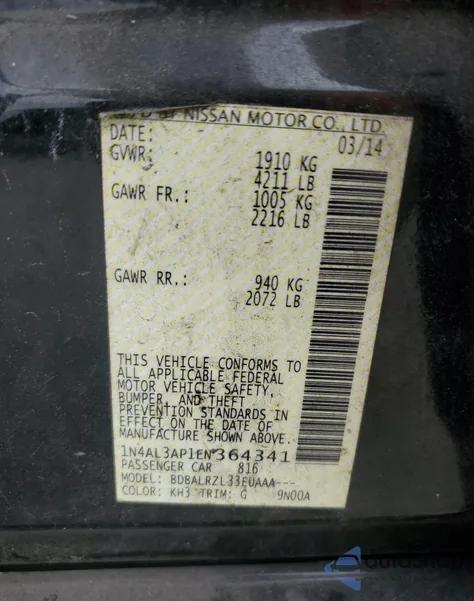 BY NISSAN MOTOR CO., LTD.
DATE: 03/14
GVWR: 1910 KG
4211 LB
GAWR FR.: 1005 KG
2216 LB
GAWR RR.: 940 KG
2072 LB
THIS VEHICLE CONFORMS TO
ALL APPLICABLE FEDERAL
MOTOR VEHICLE SAFETY,
BUMPER, AND THEFT
PREVENTION STANDARDS IN
EFFECT ON THE DATE OF
MANUFACTURE SHOWN ABOVE.
1N4AL3AP1EN*364341
PASSENGER CAR 816
MODEL: BDBALRZL33EUAAA---
COLOR: KH3 TRIM: G 9N00A